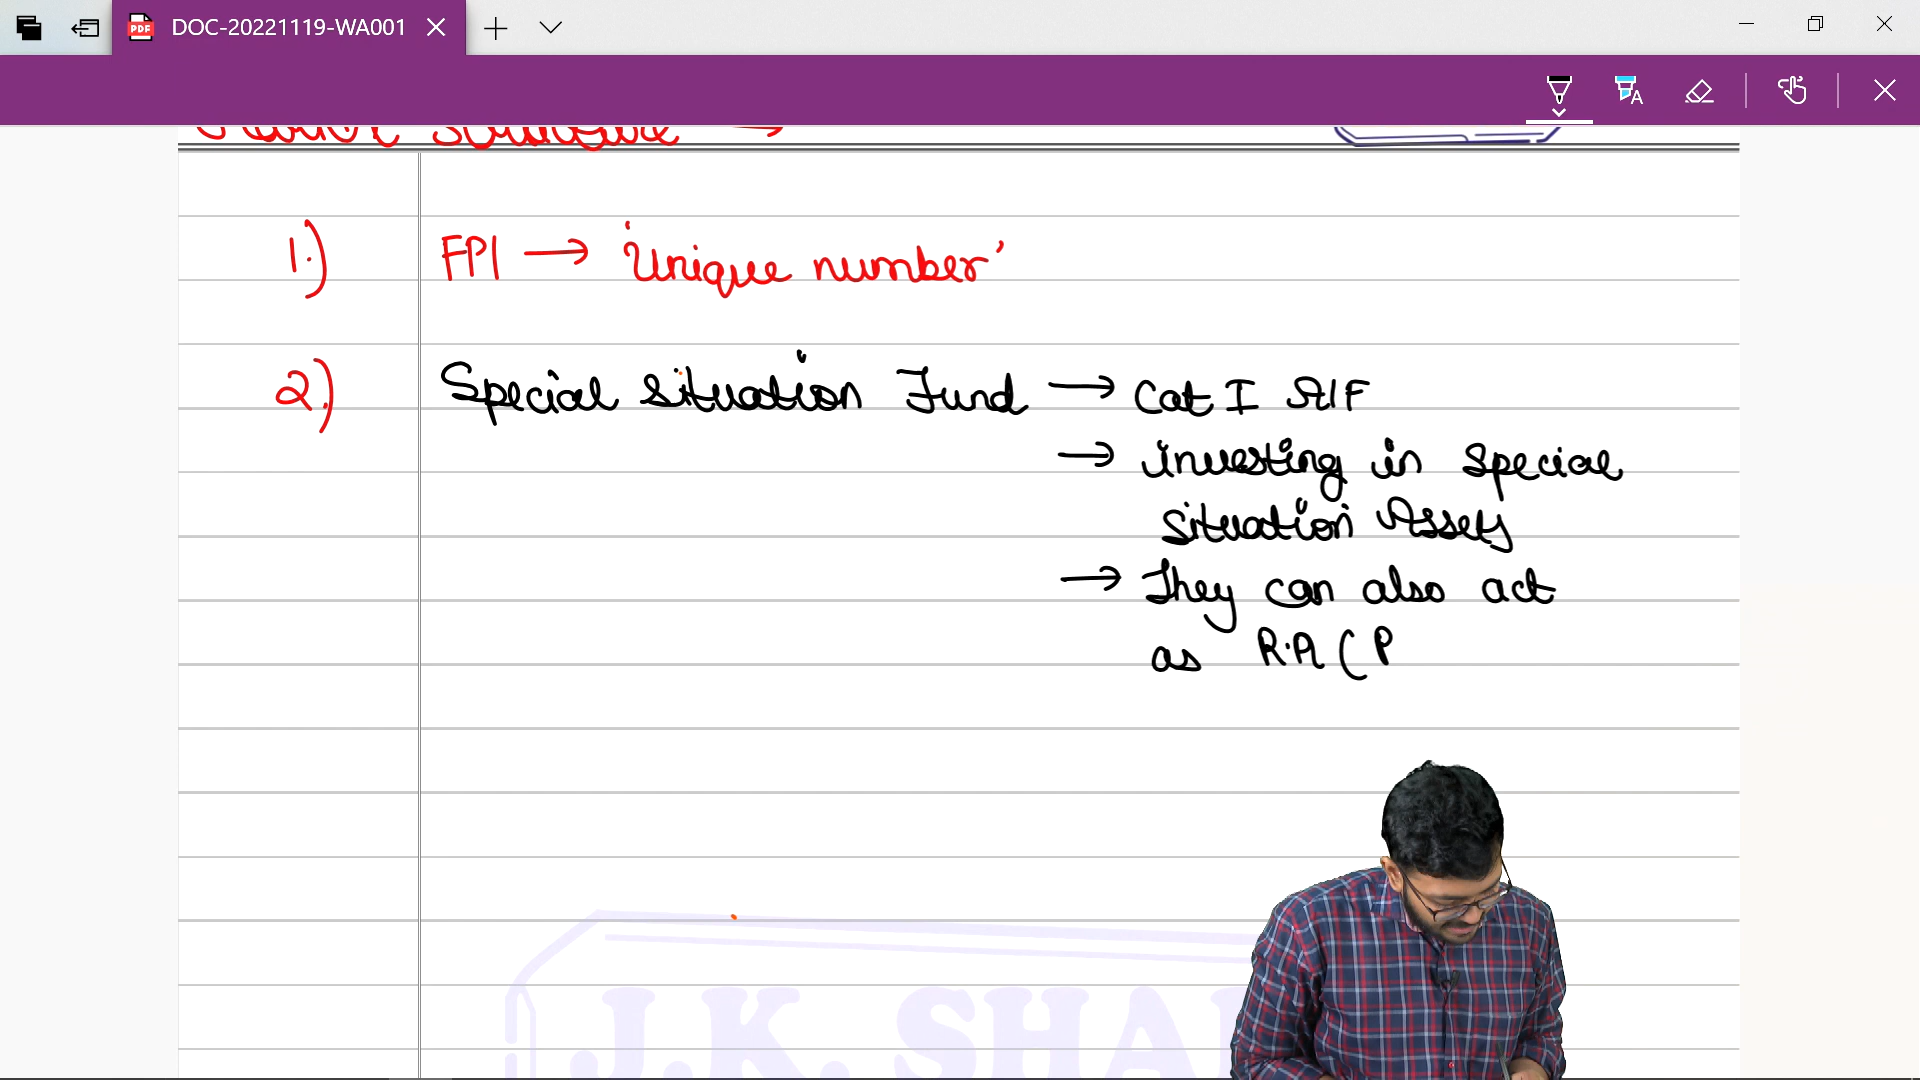 DOC-20221119-WA001
1.) FPI → 'Unique number'
2.) Special Situation Fund → Cat I AIF
→ investing in special
situation Assets
→ They can also act
as R.A ( P
J.K. SHA